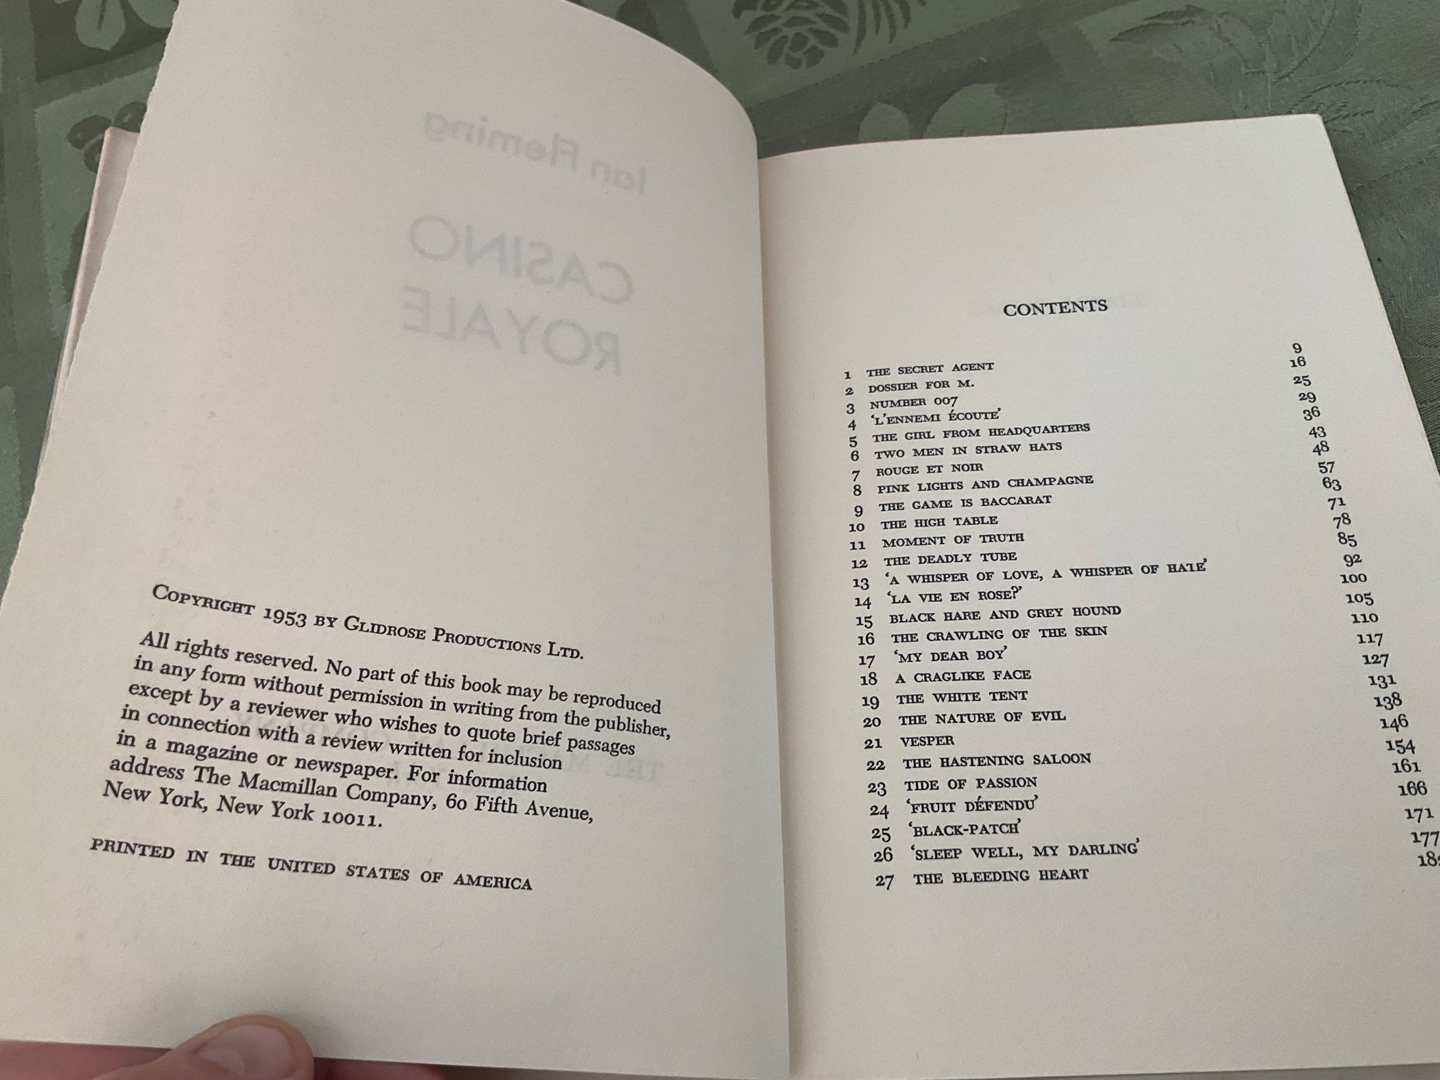 Ian Fleming
CASINO
ROYALE
COPYRIGHT 1953 BY GLIDROSE PRODUCTIONS LTD.
All rights reserved. No part of this book may be reproduced
in any form without permission in writing from the publisher,
except by a reviewer who wishes to quote brief passages
in connection with a review written for inclusion
in a magazine or newspaper. For information
address The Macmillan Company, 60 Fifth Avenue,
New York, New York 10011.
PRINTED IN THE UNITED STATES OF AMERICA
CONTENTS
1 THE SECRET AGENT 9
2 DOSSIER FOR M. 16
3 NUMBER 007 25
4 'L'ENNEMI ÉCOUTE' 29
5 THE GIRL FROM HEADQUARTERS 36
6 TWO MEN IN STRAW HATS 43
7 ROUGE ET NOIR 48
8 PINK LIGHTS AND CHAMPAGNE 57
9 THE GAME IS BACCARAT 63
10 THE HIGH TABLE 71
11 MOMENT OF TRUTH 78
12 THE DEADLY TUBE 85
13 'A WHISPER OF LOVE, A WHISPER OF HATE' 92
14 'LA VIE EN ROSE?' 100
15 BLACK HARE AND GREY HOUND 105
16 THE CRAWLING OF THE SKIN 110
17 'MY DEAR BOY' 117
18 A CRAGLIKE FACE 127
19 THE WHITE TENT 131
20 THE NATURE OF EVIL 138
21 VESPER 146
22 THE HASTENING SALOON 154
23 TIDE OF PASSION 161
24 'FRUIT DÉFENDU' 166
25 'BLACK-PATCH' 171
26 'SLEEP WELL, MY DARLING' 177
27 THE BLEEDING HEART